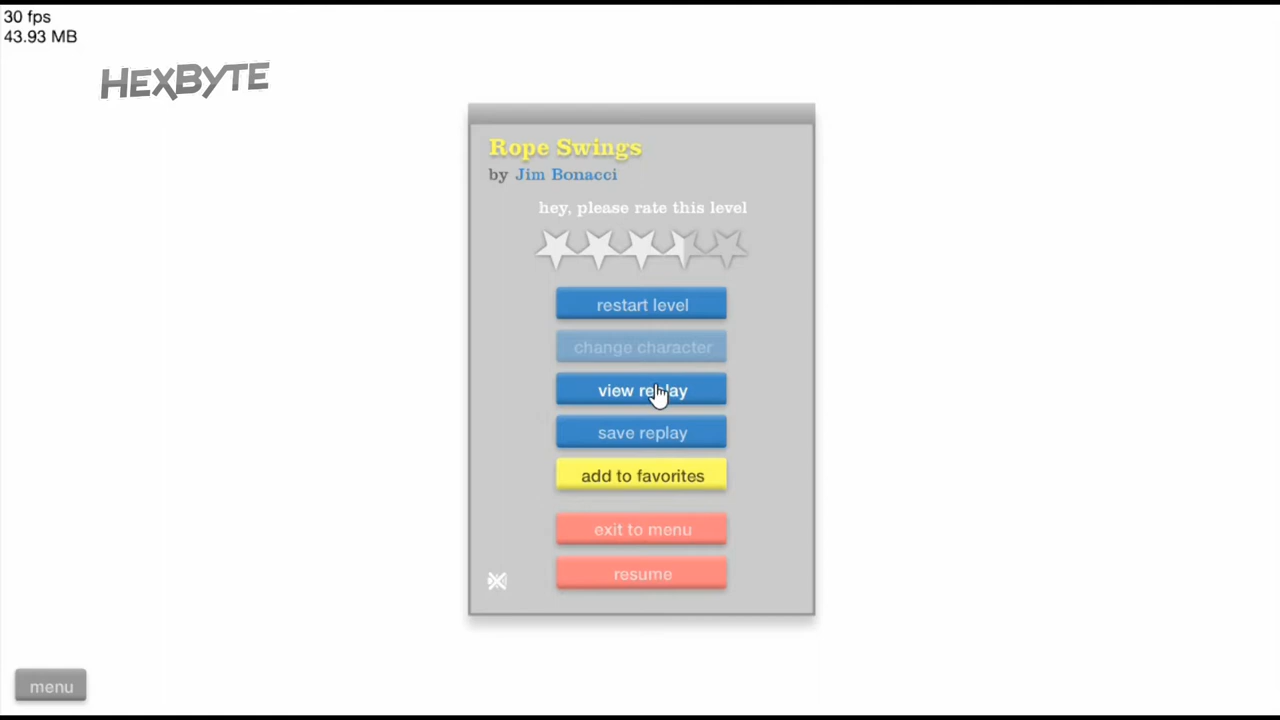 30 fps
43.93 MB
HEXBYTE
Rope Swings
by Jim Bonacci
hey, please rate this level
restart level
change character
view replay
save replay
add to favorites
exit to menu
resume
menu